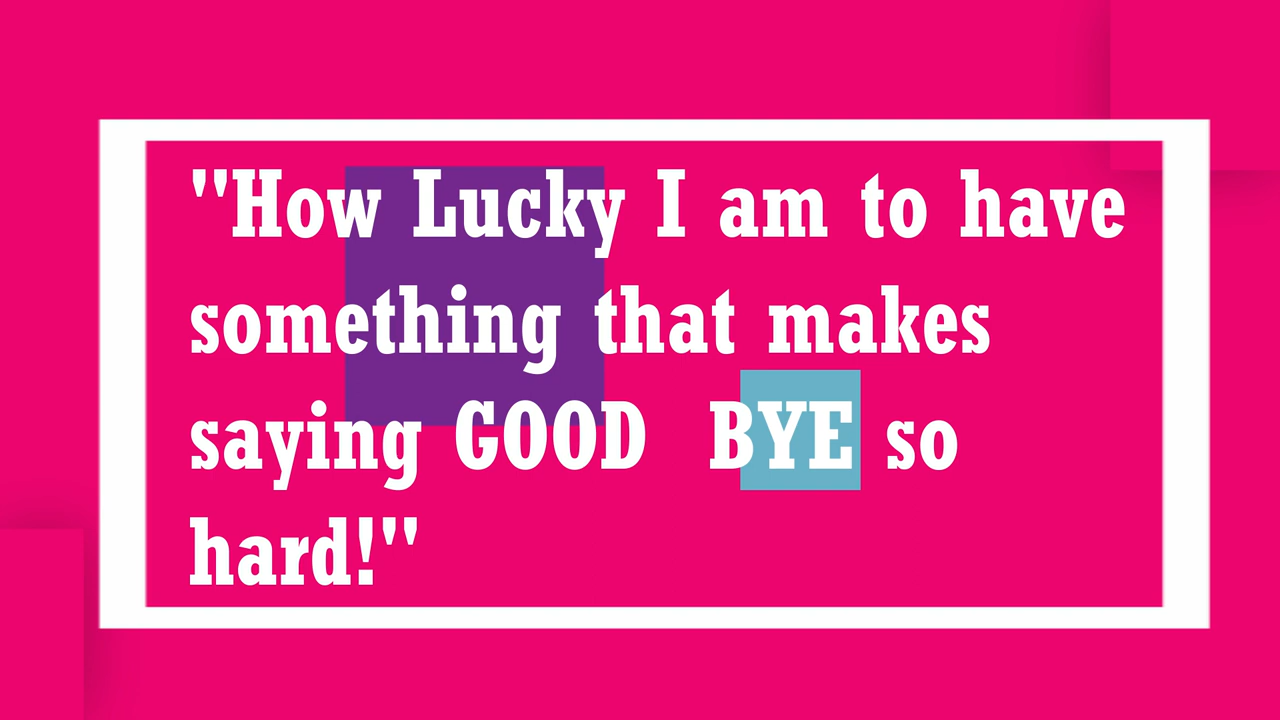 "How Lucky I am to have
something that makes
saying GOOD  BYE so
hard!"